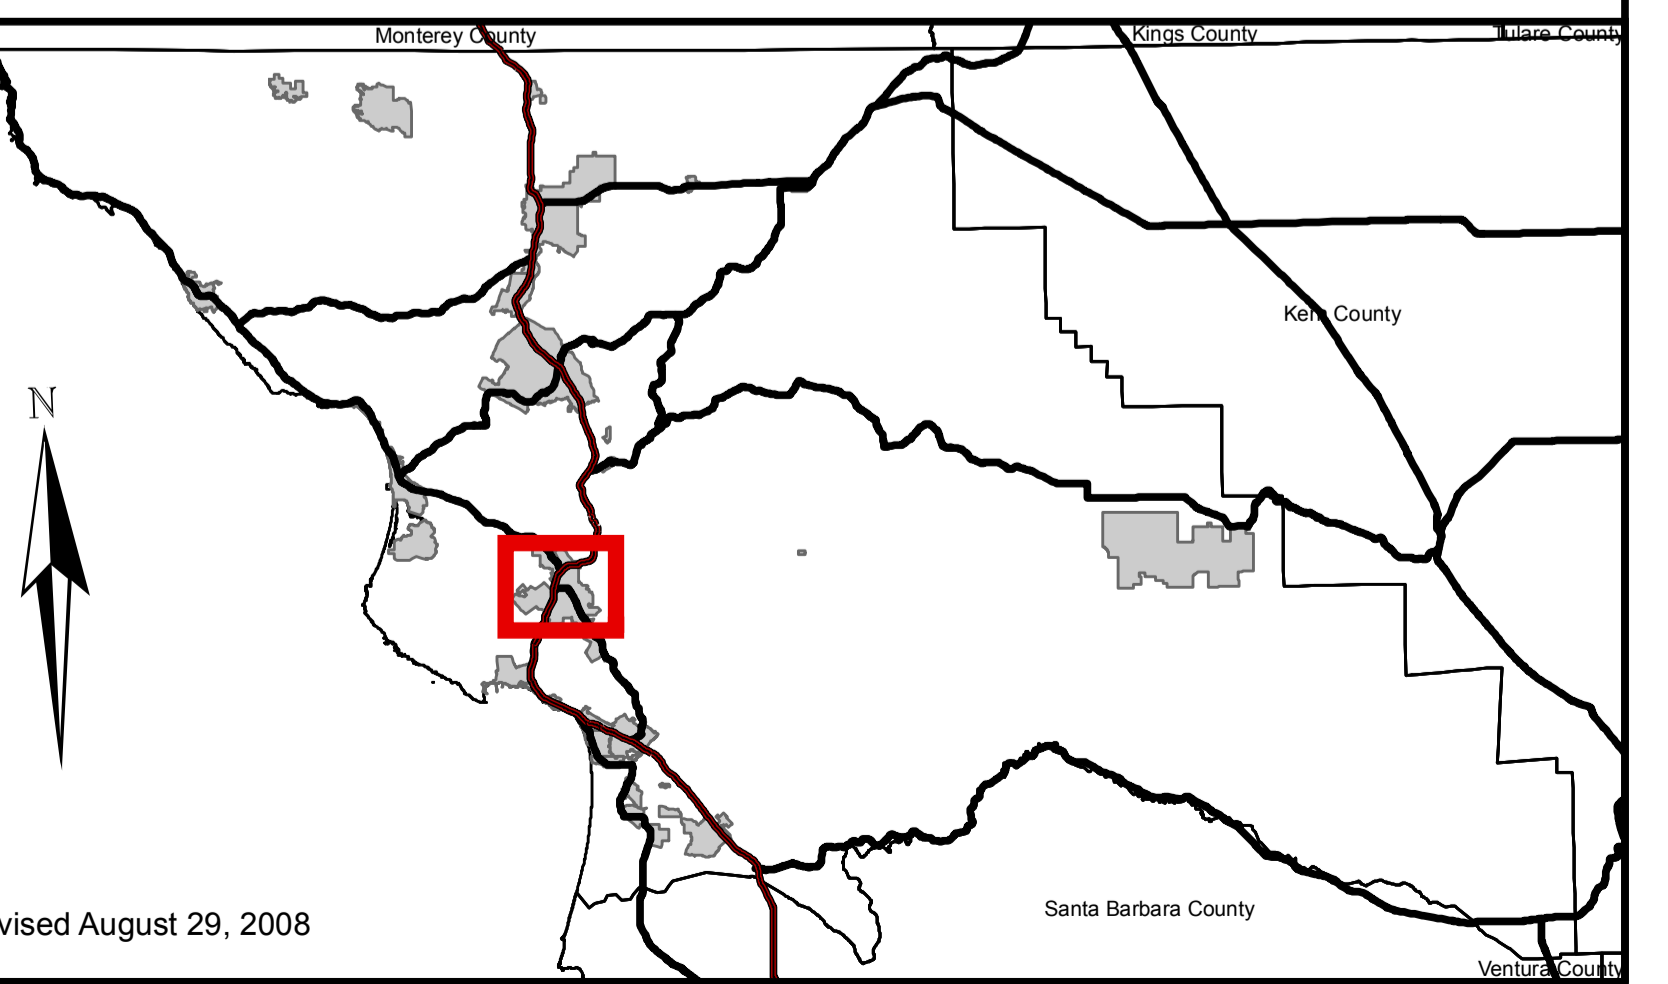 Monterey County
Kings County
Tulare County
Kern County
N
vised August 29, 2008
Santa Barbara County
Ventura County